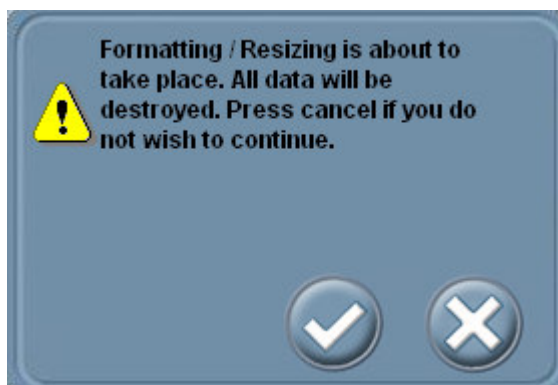 Formatting / Resizing is about to
take place. All data will be
destroyed. Press cancel if you do
not wish to continue.